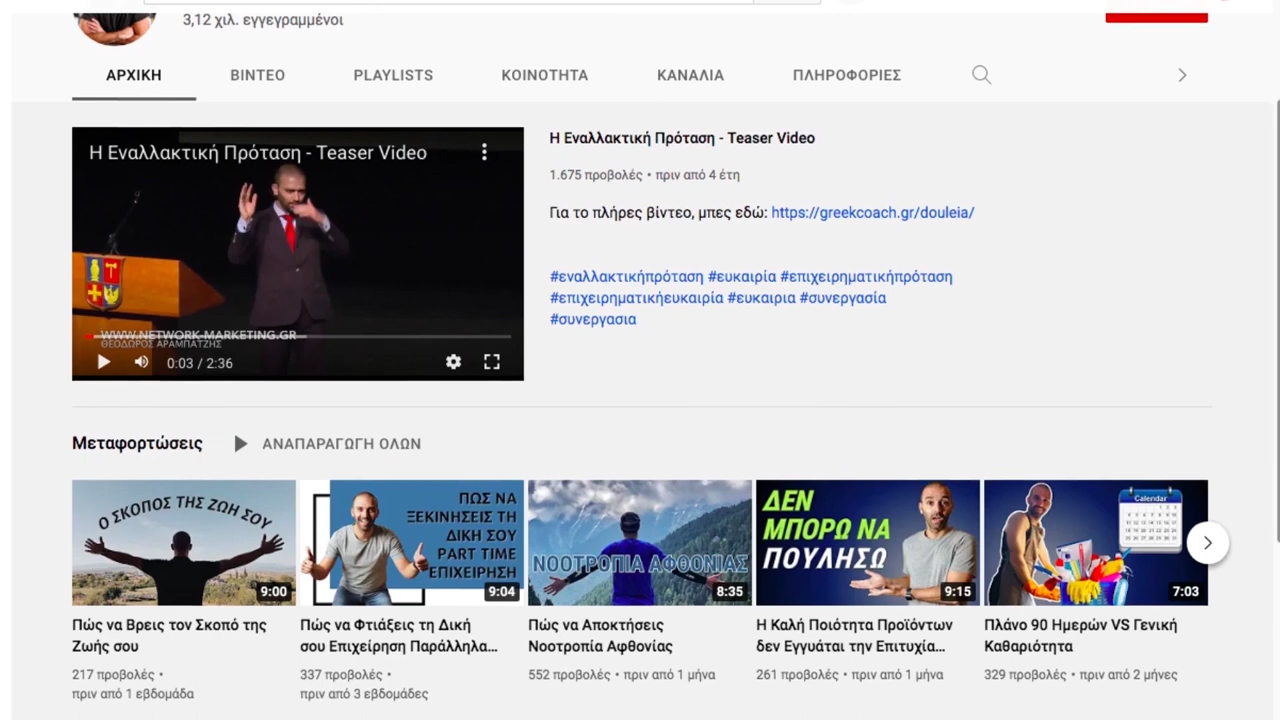 3,12 χιλ. εγγεγραμμένοι
ΑΡΧΙΚΗ ΒΙΝΤΕΟ PLAYLISTS ΚΟΙΝΟΤΗΤΑ ΚΑΝΑΛΙΑ ΠΛΗΡΟΦΟΡΙΕΣ
Η Εναλλακτική Πρόταση - Teaser Video
WWW.NETWORK-MARKETING.GR
ΘΕΟΔΩΡΟΣ ΑΡΑΜΠΑΤΖΗΣ
0:03 / 2:36
Η Εναλλακτική Πρόταση - Teaser Video
1.675 προβολές • πριν από 4 έτη
Για το πλήρες βίντεο, μπες εδώ: https://greekcoach.gr/douleia/
#εναλλακτικήπρόταση #ευκαιρία #επιχειρηματικήπρόταση
#επιχειρηματικήευκαιρία #ευκαιρια #συνεργασία
#συνεργασια
Μεταφορτώσεις ΑΝΑΠΑΡΑΓΩΓΗ ΟΛΩΝ
Ο ΣΚΟΠΟΣ ΤΗΣ ΖΩΗ ΣΟΥ
9:00
Πώς να Βρεις τον Σκοπό της
Ζωής σου
217 προβολές •
πριν από 1 εβδομάδα
ΠΩΣ ΝΑ
ΞΕΚΙΝΗΣΕΙΣ ΤΗ
ΔΙΚΗ ΣΟΥ
PART TIME
ΕΠΙΧΕΙΡΗΣΗ
9:04
Πώς να Φτιάξεις τη Δική
σου Επιχείρηση Παράλληλα...
337 προβολές •
πριν από 3 εβδομάδες
ΝΟΟΤΡΟΠΙΑ ΑΦΘΟΝΙΑΣ
8:35
Πώς να Αποκτήσεις
Νοοτροπία Αφθονίας
552 προβολές • πριν από 1 μήνα
ΔΕΝ
ΜΠΟΡΩ ΝΑ
ΠΟΥΛΗΣΩ
9:15
Η Καλή Ποιότητα Προϊόντων
δεν Εγγυάται την Επιτυχία...
261 προβολές • πριν από 1 μήνα
Calendar
7:03
Πλάνο 90 Ημερών VS Γενική
Καθαριότητα
329 προβολές • πριν από 2 μήνες